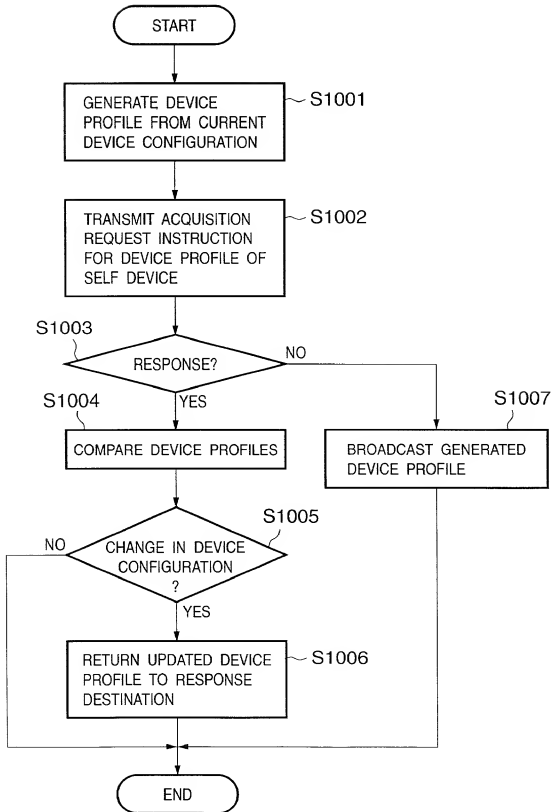 START
GENERATE DEVICE
PROFILE FROM CURRENT
DEVICE CONFIGURATION
S1001
TRANSMIT ACQUISITION
REQUEST INSTRUCTION
FOR DEVICE PROFILE OF
SELF DEVICE
S1002
S1003
RESPONSE?
NO
YES
S1004
COMPARE DEVICE PROFILES
S1007
BROADCAST GENERATED
DEVICE PROFILE
S1005
NO
CHANGE IN DEVICE
CONFIGURATION
?
YES
RETURN UPDATED DEVICE
PROFILE TO RESPONSE
DESTINATION
S1006
END